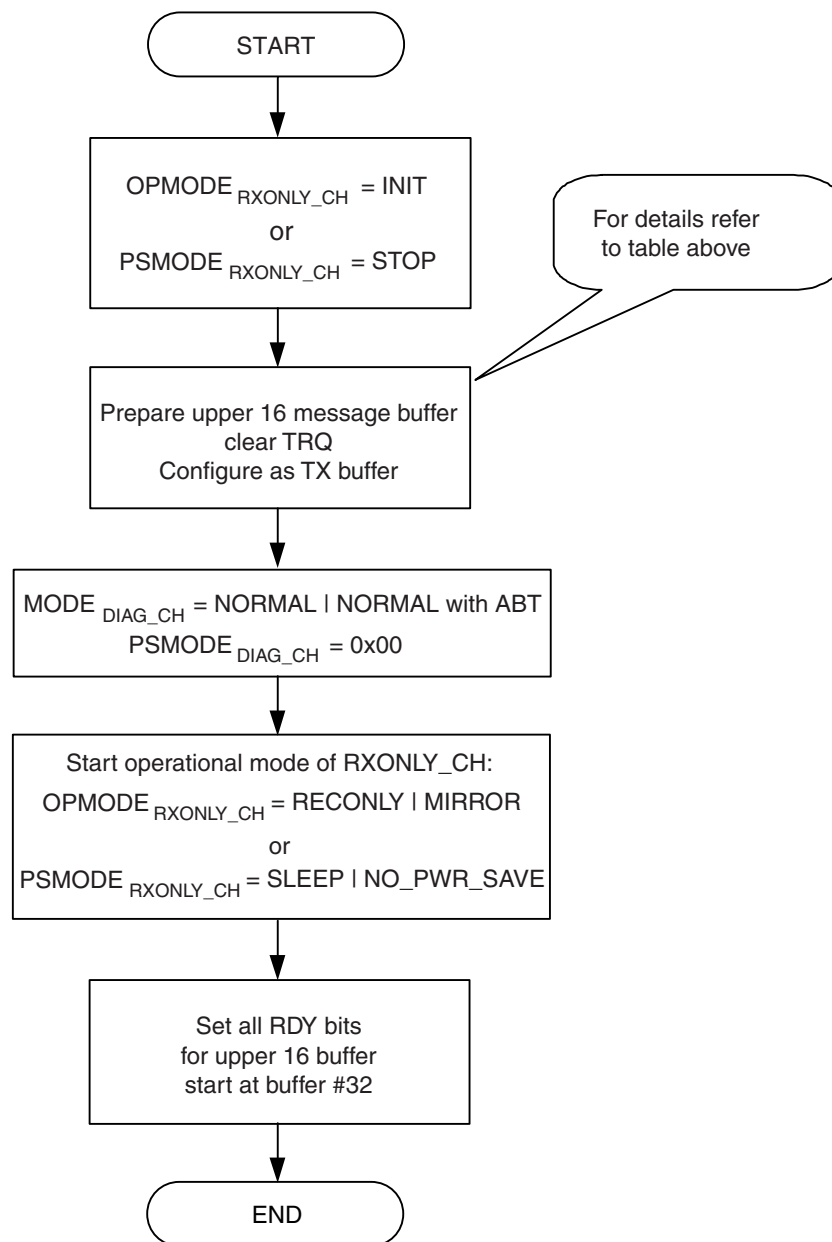 START
OPMODE RXONLY_CH = INIT
or
PSMODE RXONLY_CH = STOP
For details refer
to table above
Prepare upper 16 message buffer
clear TRQ
Configure as TX buffer
MODE DIAG_CH = NORMAL | NORMAL with ABT
PSMODE DIAG_CH = 0x00
Start operational mode of RXONLY_CH:
OPMODE RXONLY_CH = RECONLY | MIRROR
or
PSMODE RXONLY_CH = SLEEP | NO_PWR_SAVE
Set all RDY bits
for upper 16 buffer
start at buffer #32
END